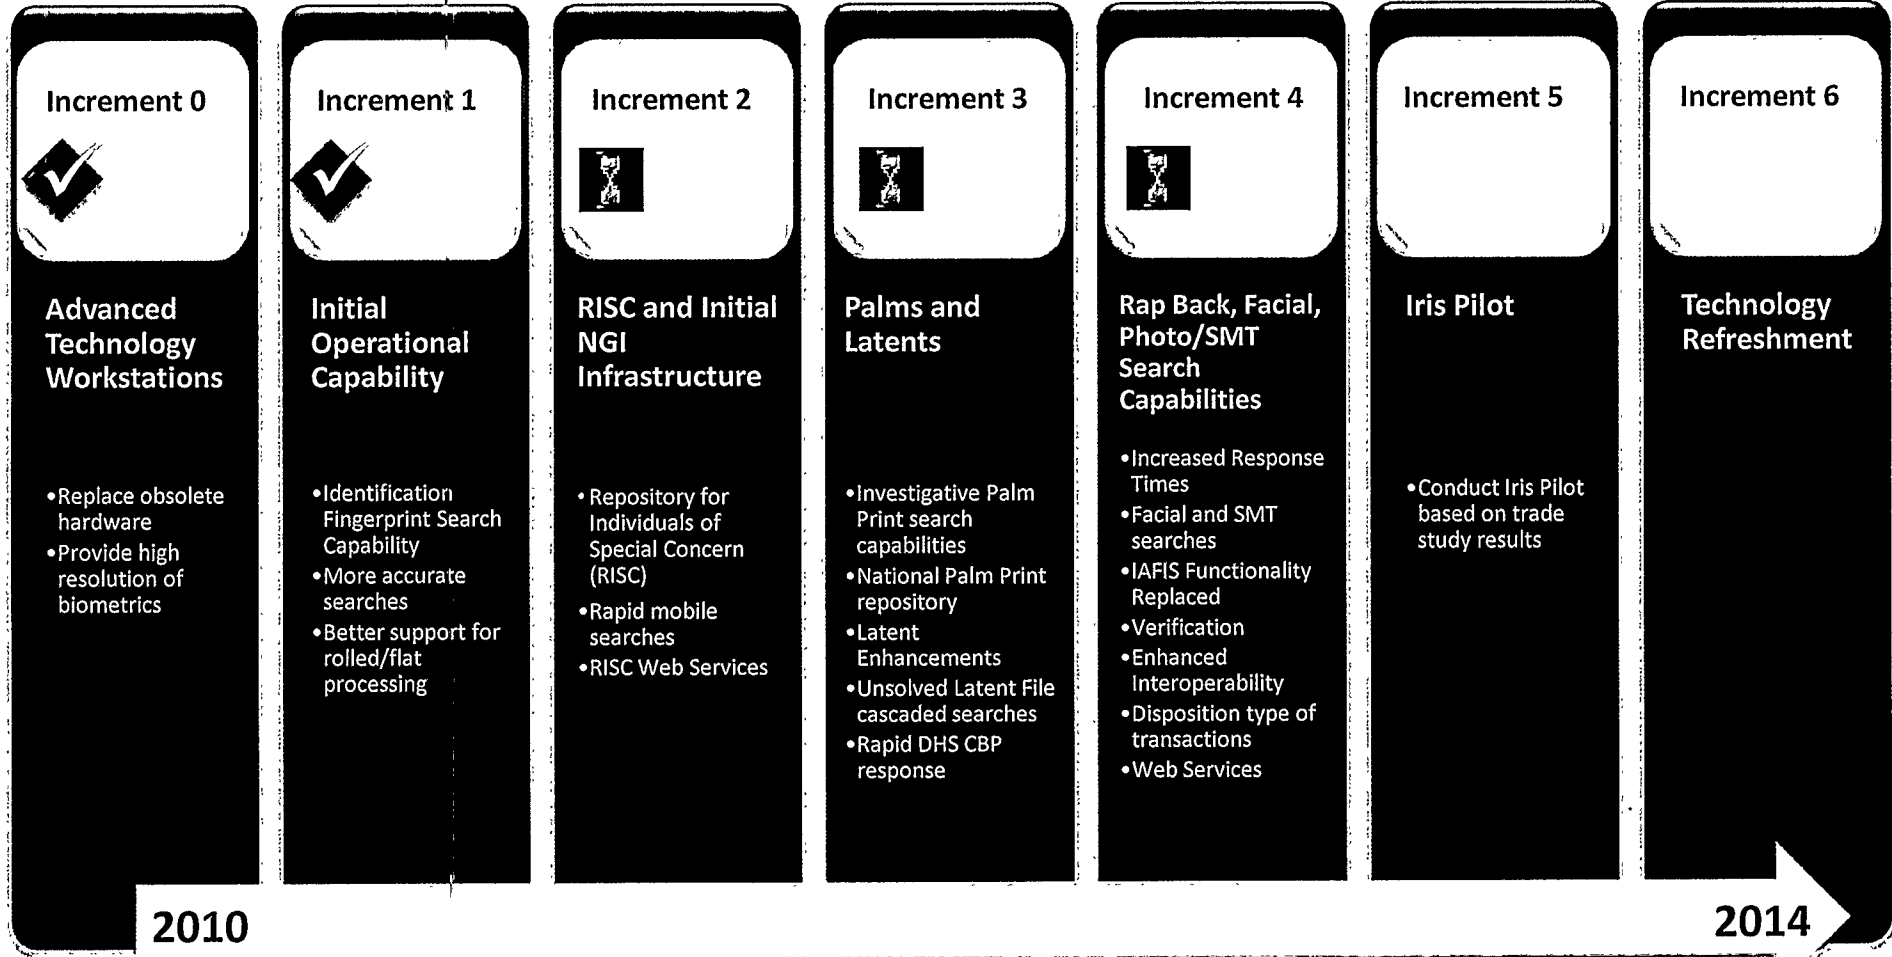 Increment 0
Advanced
Technology
Workstations
•Replace obsolete
hardware
•Provide high
resolution of
biometrics
Increment 1
Initial
Operational
Capability
•Identification
Fingerprint Search
Capability
•More accurate
searches
•Better support for
rolled/flat
processing
Increment 2
RISC and Initial
NGI
Infrastructure
•Repository for
Individuals of
Special Concern
(RISC)
•Rapid mobile
searches
•RISC Web Services
Increment 3
Palms and
Latents
•Investigative Palm
Print search
capabilities
•National Palm Print
repository
•Latent
Enhancements
•Unsolved Latent File
cascaded searches
•Rapid DHS CBP
response
Increment 4
Rap Back, Facial,
Photo/SMT
Search
Capabilities
•Increased Response
Times
•Facial and SMT
searches
•IAFIS Functionality
Replaced
•Verification
•Enhanced
Interoperability
•Disposition type of
transactions
•Web Services
Increment 5
Iris Pilot
•Conduct Iris Pilot
based on trade
study results
Increment 6
Technology
Refreshment
2010
2014